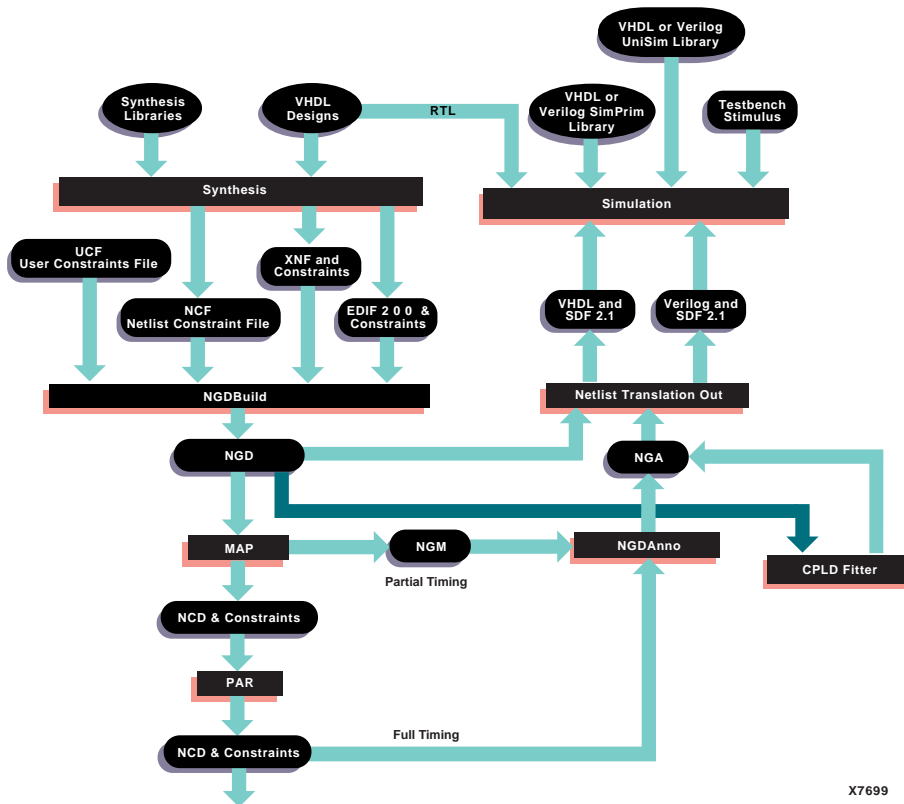 VHDL or Verilog
UniSim Library
Synthesis
Libraries
VHDL
Designs
RTL
VHDL or
Verilog SimPrim
Library
Testbench
Stimulus
Synthesis
Simulation
UCF
User Constraints File
XNF and
Constraints
NCF
Netlist Constraint File
EDIF 2 0 0 &
Constraints
VHDL and
SDF 2.1
Verilog and
SDF 2.1
NGDBuild
Netlist Translation Out
NGD
NGA
MAP
NGM
NGDAnno
CPLD Fitter
Partial Timing
NCD & Constraints
PAR
Full Timing
NCD & Constraints
X7699